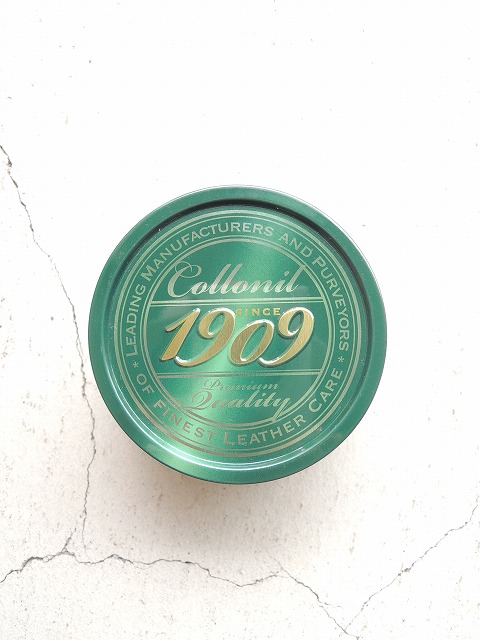 * LEADING MANUFACTURERS AND PURVEYORS *
Collonil
SINCE
1909
Premium
Quality
OF FINEST LEATHER CARE